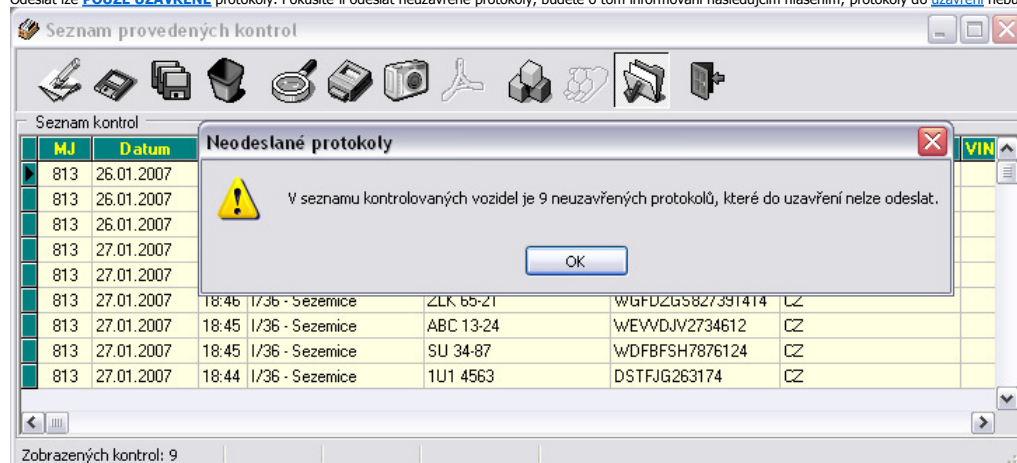 Odeslat lze POUZE UZAVŘENÉ protokoly. Pokusíte-li odeslat neuzavřené protokoly, budete o tom informováni následujícím hlášením, protokoly do uzavření nebu
Seznam provedených kontrol
Seznam kontrol
MJ Datum VIN
Neodeslané protokoly
V seznamu kontrolovaných vozidel je 9 neuzavřených protokolů, které do uzavření nelze odeslat.
OK
813 26.01.2007
813 26.01.2007
813 26.01.2007
813 27.01.2007
813 27.01.2007
813 27.01.2007 18:46 I/36 - Sezemice ZLK 65-21 WGFDZGS827391414 CZ
813 27.01.2007 18:45 I/36 - Sezemice ABC 13-24 WEVVDJV2734612 CZ
813 27.01.2007 18:45 I/36 - Sezemice SU 34-87 WDFBFSH7876124 CZ
813 27.01.2007 18:44 I/36 - Sezemice 1U1 4563 DSTFJG263174 CZ
Zobrazených kontrol: 9